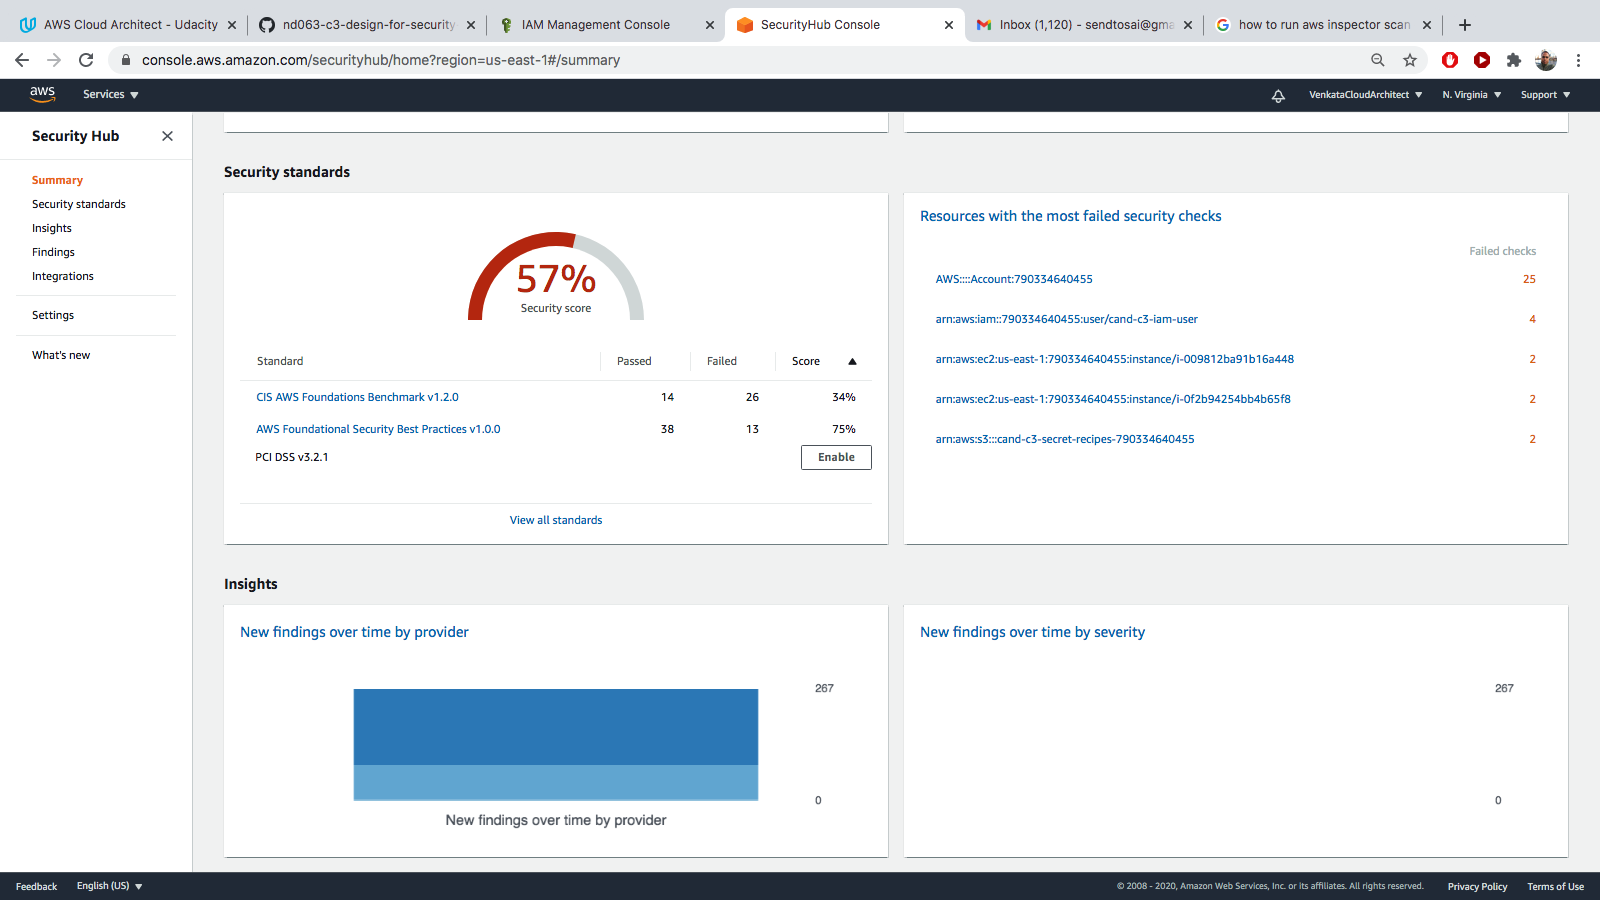 AWS Cloud Architect - Udacity
nd063-c3-design-for-security
IAM Management Console
SecurityHub Console
Inbox (1,120) - sendtosai@gma
how to run aws inspector scan
console.aws.amazon.com/securityhub/home?region=us-east-1#/summary
aws
Services
VenkataCloudArchitect
N. Virginia
Support
Security Hub
Summary
Security standards
Insights
Findings
Integrations
Settings
What's new
Security standards
57%
Security score
Standard Passed Failed Score
CIS AWS Foundations Benchmark v1.2.0 14 26 34%
AWS Foundational Security Best Practices v1.0.0 38 13 75%
PCI DSS v3.2.1 Enable
View all standards
Resources with the most failed security checks
Failed checks
AWS::::Account:790334640455 25
arn:aws:iam::790334640455:user/cand-c3-iam-user 4
arn:aws:ec2:us-east-1:790334640455:instance/i-009812ba91b16a448 2
arn:aws:ec2:us-east-1:790334640455:instance/i-0f2b94254bb4b65f8 2
arn:aws:s3:::cand-c3-secret-recipes-790334640455 2
Insights
New findings over time by provider
267
0
New findings over time by provider
New findings over time by severity
267
0
Feedback
English (US)
© 2008 - 2020, Amazon Web Services, Inc. or its affiliates. All rights reserved.
Privacy Policy
Terms of Use